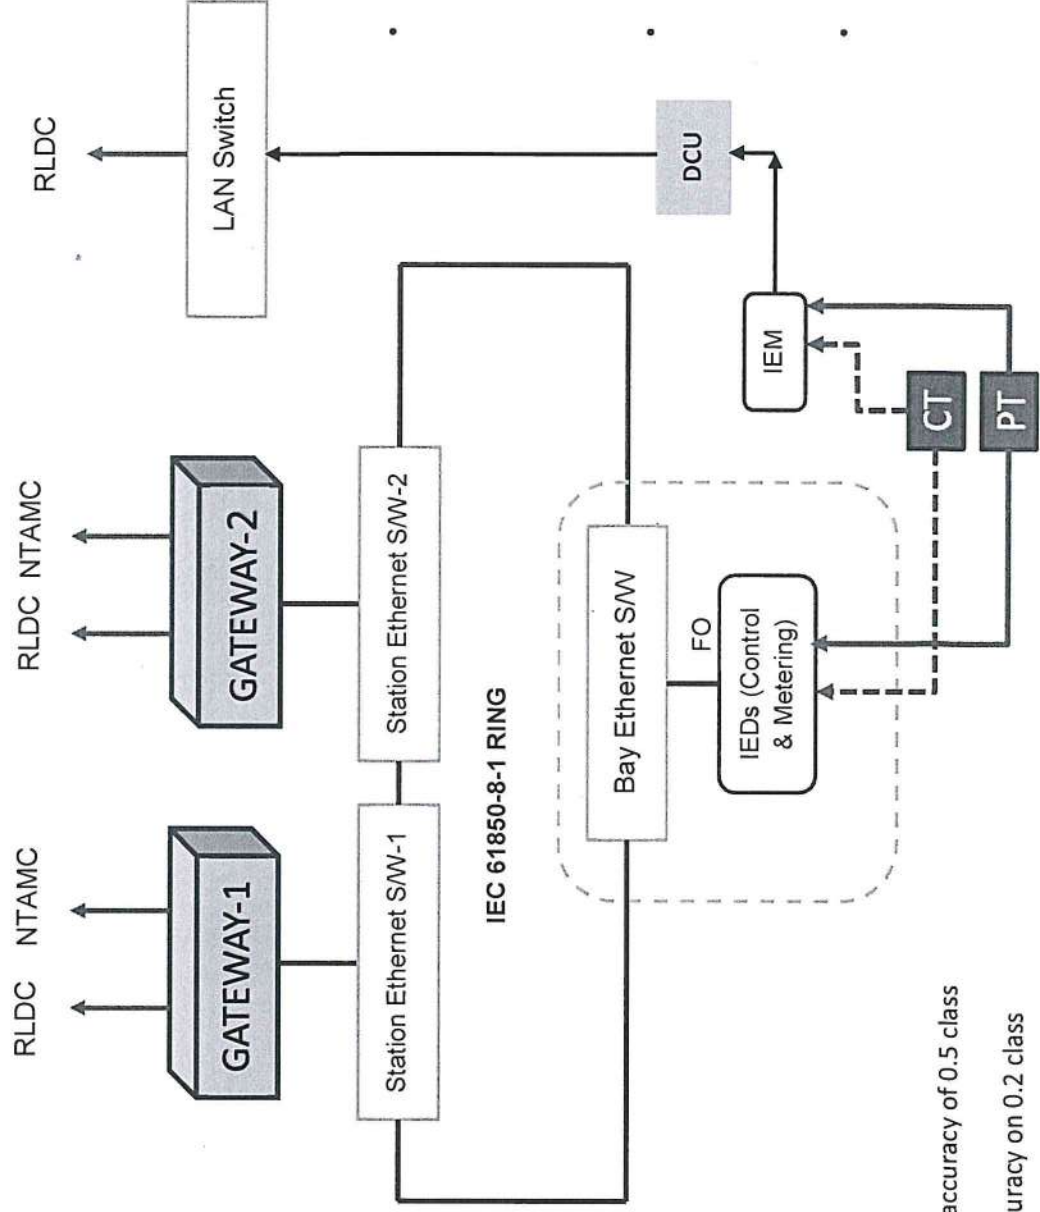 RLDC NTAMC
RLDC NTAMC
RLDC
GATEWAY-1
GATEWAY-2
LAN Switch
Station Ethernet S/W-1
Station Ethernet S/W-2
IEC 61850-8-1 RING
Bay Ethernet S/W
FO
DCU
IEDs (Control
& Metering)
IEM
CT
PT
accuracy of 0.5 class
on 0.2 class